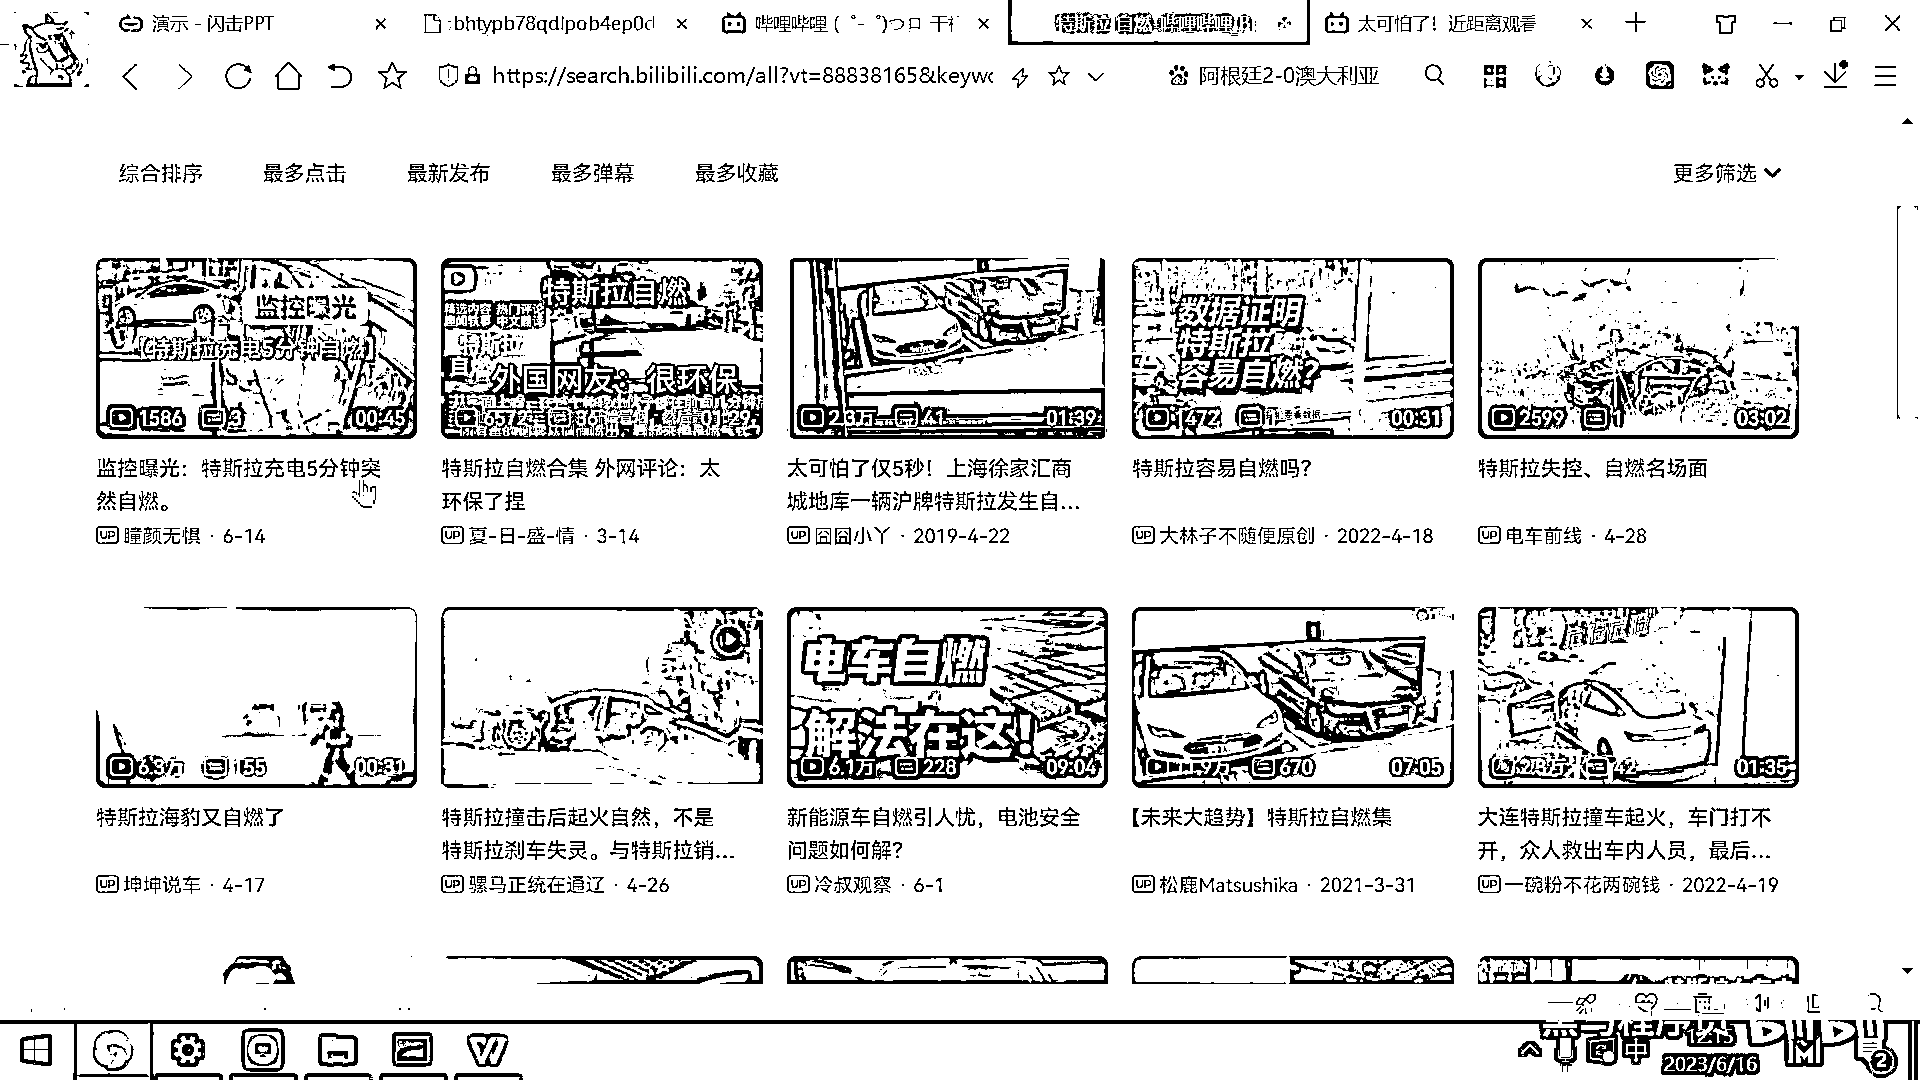 演示 - 闪击PPT
哔哩哔哩 ( ゜- ゜)つロ 干
特斯拉 自燃-哔哩哔哩
太可怕了！近距离观看
https://search.bilibili.com/all?vt=88838165&keyw
阿根廷2-0澳大利亚
综合排序
最多点击
最新发布
最多弹幕
最多收藏
更多筛选
监控曝光
【特斯拉充电5分钟自燃】
1586
3
00:45
特斯拉自燃
特斯拉
外国网友：很环保
01:29
2.3万
41
01:39
数据证明
特斯拉
容易自燃？
1472
00:31
2599
1
03:02
监控曝光：特斯拉充电5分钟突
然自燃。
UP 瞳颜无惧 · 6-14
特斯拉自燃合集 外网评论：太
环保了捏
UP 夏-日-盛-情 · 3-14
太可怕了仅5秒！上海徐家汇商
城地库一辆沪牌特斯拉发生自...
UP 囧囧小丫 · 2019-4-22
特斯拉容易自燃吗？
UP 大林子不随便原创 · 2022-4-18
特斯拉失控、自燃名场面
UP 电车前线 · 4-28
6.3万
155
00:31
电车自燃
解法在这！
6.1万
228
09:04
670
07:05
42
01:35
特斯拉海豹又自燃了
UP 坤坤说车 · 4-17
特斯拉撞击后起火自然，不是
特斯拉刹车失灵。与特斯拉销...
UP 骡马正统在通辽 · 4-26
新能源车自燃引人忧，电池安全
问题如何解？
UP 冷叔观察 · 6-1
【未来大趋势】特斯拉自燃集
UP 松鹿Matsushika · 2021-3-31
大连特斯拉撞车起火，车门打不
开，众人救出车内人员，最后...
UP 一碗粉不花两碗钱 · 2022-4-19
中
2023/6/16
2